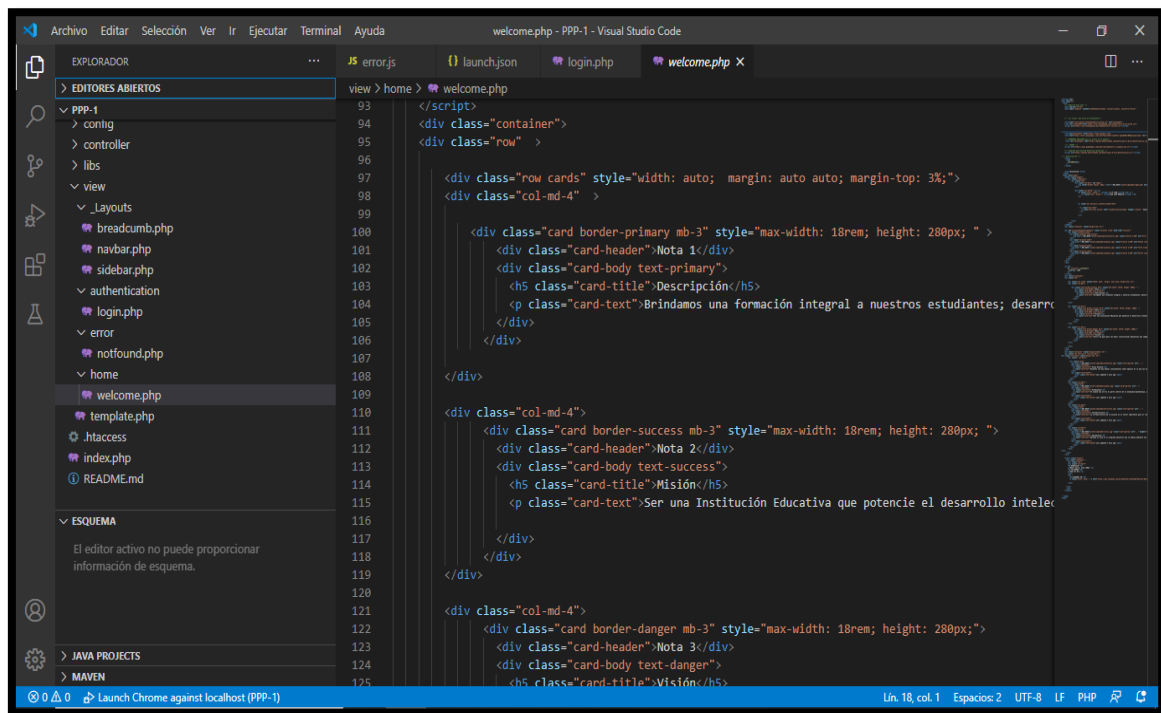 Archivo Editar Selección Ver Ir Ejecutar Terminal Ayuda
welcome.php - PPP-1 - Visual Studio Code
EXPLORADOR
EDITORES ABIERTOS
PPP-1
config
controller
libs
view
_Layouts
breadcumb.php
navbar.php
sidebar.php
authentication
login.php
error
notfound.php
home
welcome.php
template.php
.htaccess
index.php
README.md
ESQUEMA
El editor activo no puede proporcionar
información de esquema.
JAVA PROJECTS
MAVEN
JS error.js {} launch.json login.php welcome.php
view > home > welcome.php
93 </script>
94 <div class="container">
95 <div class="row" >
96
97 <div class="row cards" style="width: auto; margin: auto auto; margin-top: 3%;">
98 <div class="col-md-4" >
99
100 <div class="card border-primary mb-3" style="max-width: 18rem; height: 280px; " >
101 <div class="card-header">Nota 1</div>
102 <div class="card-body text-primary">
103 <h5 class="card-title">Descripción</h5>
104 <p class="card-text">Brindamos una formación integral a nuestros estudiantes; desarro
105 </div>
106 </div>
107
108 </div>
109
110 <div class="col-md-4">
111 <div class="card border-success mb-3" style="max-width: 18rem; height: 280px; ">
112 <div class="card-header">Nota 2</div>
113 <div class="card-body text-success">
114 <h5 class="card-title">Misión</h5>
115 <p class="card-text">Ser una Institución Educativa que potencie el desarrollo intelec
116
117 </div>
118 </div>
119 </div>
120
121 <div class="col-md-4">
122 <div class="card border-danger mb-3" style="max-width: 18rem; height: 280px;">
123 <div class="card-header">Nota 3</div>
124 <div class="card-body text-danger">
125 <h5 class="card-title">Visión</h5>
0 0 Launch Chrome against localhost (PPP-1)
Lín. 18, col. 1 Espacios: 2 UTF-8 LF PHP